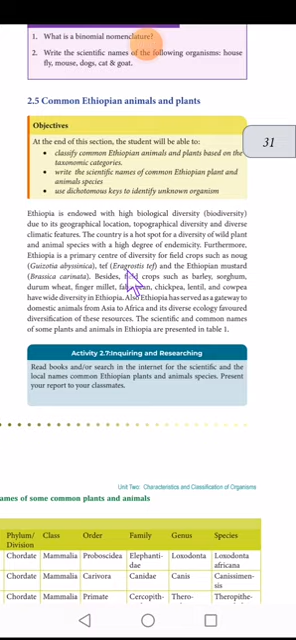 1. What is a binomial nomenclature?
2. Write the scientific names of the following organisms: house
fly, mouse, dogs, cat & goat.
2.5 Common Ethiopian animals and plants
Objectives
At the end of this section, the student will be able to:
• classify common Ethiopian animals and plants based on the
taxonomic categories.
• write the scientific names of common Ethiopian plant and
animals species
• use dichotomous keys to identify unknown organism
31
Ethiopia is endowed with high biological diversity (biodiversity)
due to its geographical location, topographical diversity and diverse
climatic features. The country is a hot spot for a diversity of wild plant
and animal species with a high degree of endemicity. Furthermore,
Ethiopia is a primary centre of diversity for field crops such as noug
(Guizotia abyssinica), tef (Eragrostis tef) and the Ethiopian mustard
(Brassica carinata). Besides, field crops such as barley, sorghum,
durum wheat, finger millet, chickpea, lentil, and cowpea
have wide diversity in Ethiopia. Also Ethiopia has served as a gateway to
domestic animals from Asia to Africa and its diverse ecology favoured
diversification of these resources. The scientific and common names
of some plants and animals in Ethiopia are presented in table 1.
Activity 2.7:Inquiring and Researching
Read books and/or search in the internet for the scientific and the
local names common Ethiopian plants and animals species. Present
your report to your classmates.
Unit Two: Characteristics and Classification of Organisms
ames of some common plants and animals
Phylum/ Class Order Family Genus Species
Division
Chordate Mammalia Proboscidea Elephanti- Loxodonta Loxodonta
dae africana
Chordate Mammalia Carivora Canidae Canis Canissimen-
sis
Chordate Mammalia Primate Cercopith- Thero- Theropithe-